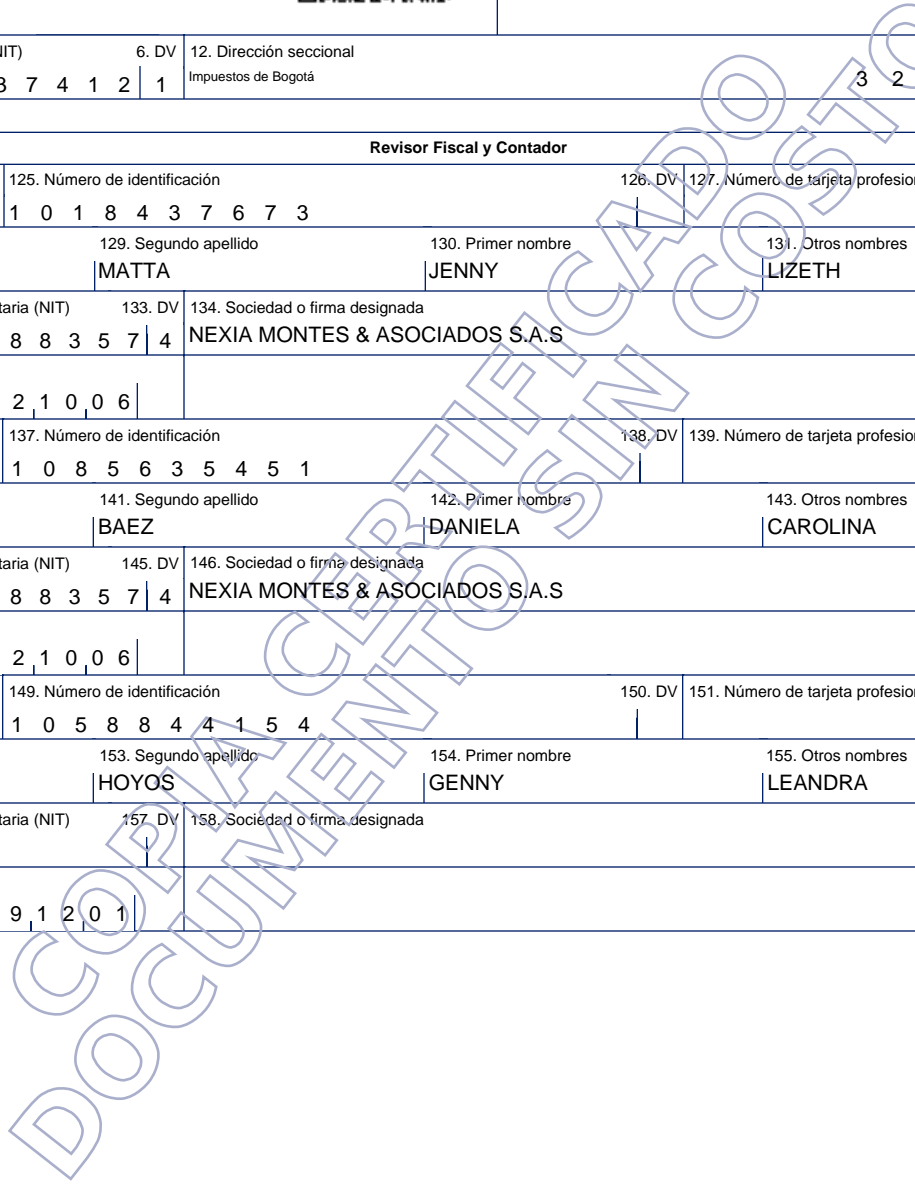 IT) 6. DV 12. Dirección seccional
3 7 4 1 2 1 Impuestos de Bogotá 3 2
Revisor Fiscal y Contador
125. Número de identificación 126. DV 127. Número de tarjeta profesion
1 0 1 8 4 3 7 6 7 3
129. Segundo apellido 130. Primer nombre 131. Otros nombres
MATTA JENNY LIZETH
taria (NIT) 133. DV 134. Sociedad o firma designada
8 8 3 5 7 4 NEXIA MONTES & ASOCIADOS S.A.S
2 1 0 0 6
137. Número de identificación 138. DV 139. Número de tarjeta profesion
1 0 8 5 6 3 5 4 5 1
141. Segundo apellido 142. Primer nombre 143. Otros nombres
BAEZ DANIELA CAROLINA
taria (NIT) 145. DV 146. Sociedad o firma designada
8 8 3 5 7 4 NEXIA MONTES & ASOCIADOS S.A.S
2 1 0 0 6
149. Número de identificación 150. DV 151. Número de tarjeta profesion
1 0 5 8 8 4 4 1 5 4
153. Segundo apellido 154. Primer nombre 155. Otros nombres
HOYOS GENNY LEANDRA
taria (NIT) 157. DV 158. Sociedad o firma designada
9 1 2 0 1
COPIA CERTIFICADO
DOCUMENTO SIN COSTO